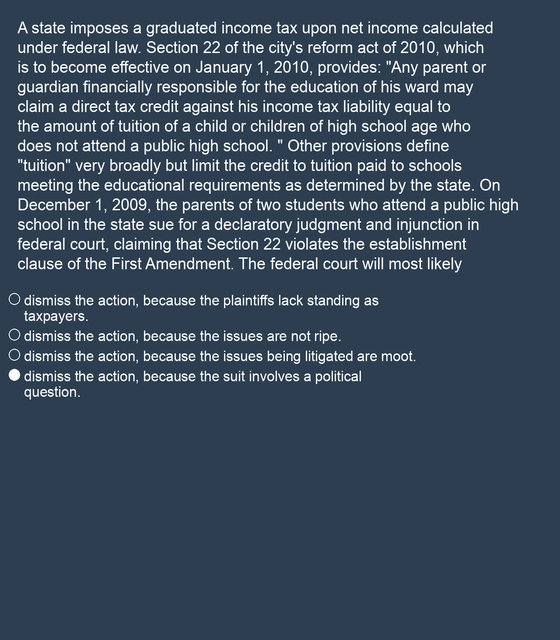 A state imposes a graduated income tax upon net income calculated
under federal law. Section 22 of the city's reform act of 2010, which
is to become effective on January 1, 2010, provides: "Any parent or
guardian financially responsible for the education of his ward may
claim a direct tax credit against his income tax liability equal to
the amount of tuition of a child or children of high school age who
does not attend a public high school. " Other provisions define
"tuition" very broadly but limit the credit to tuition paid to schools
meeting the educational requirements as determined by the state. On
December 1, 2009, the parents of two students who attend a public high
school in the state sue for a declaratory judgment and injunction in
federal court, claiming that Section 22 violates the establishment
clause of the First Amendment. The federal court will most likely
dismiss the action, because the plaintiffs lack standing as
taxpayers.
dismiss the action, because the issues are not ripe.
dismiss the action, because the issues being litigated are moot.
dismiss the action, because the suit involves a political
question.